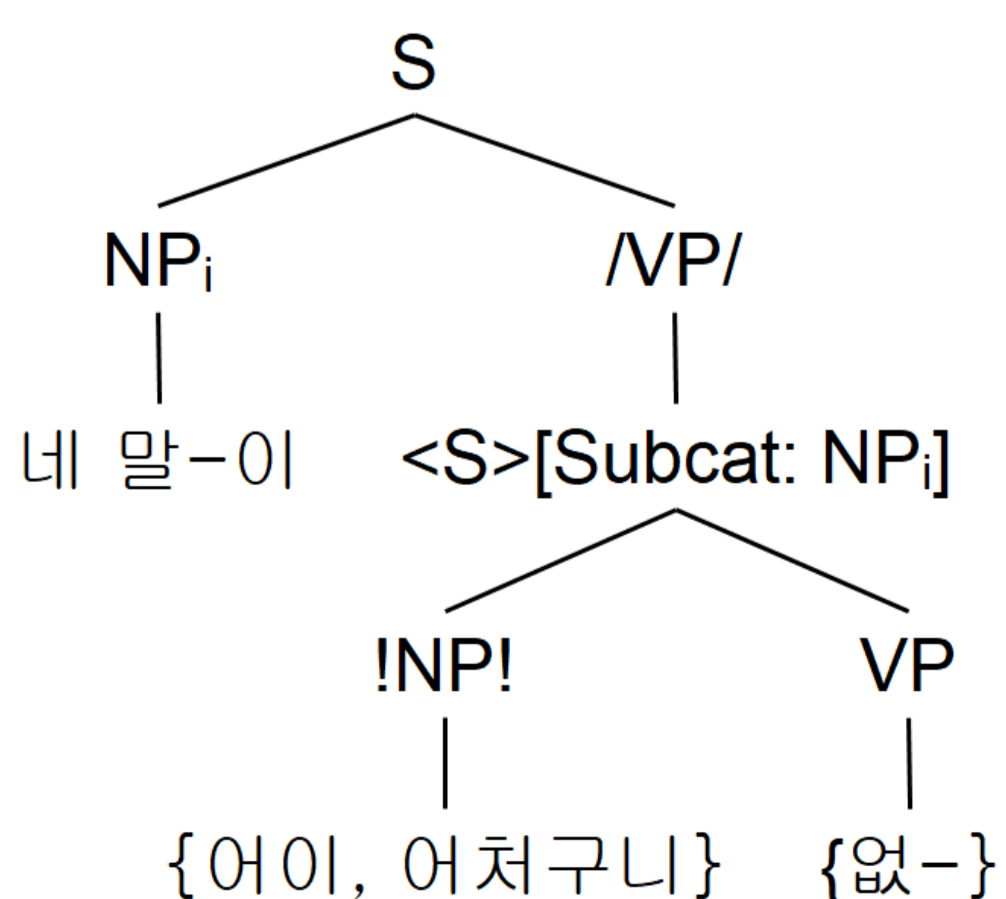 S
NPi /VP/
네 말-이 <S>[Subcat: NPi]
!NP! VP
{어이, 어처구니} {없-}